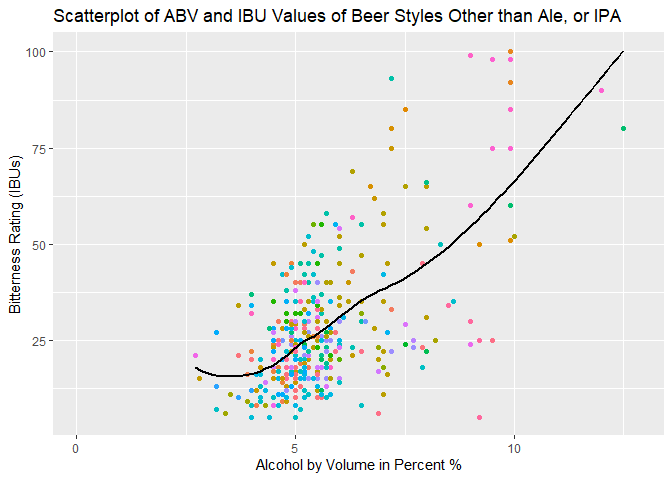 Scatterplot of ABV and IBU Values of Beer Styles Other than Ale, or IPA
Bitterness Rating (IBUs)
100
75
50
25
0 5 10
Alcohol by Volume in Percent %